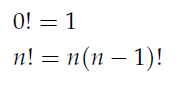 0! = 1
n! = n(n − 1)!